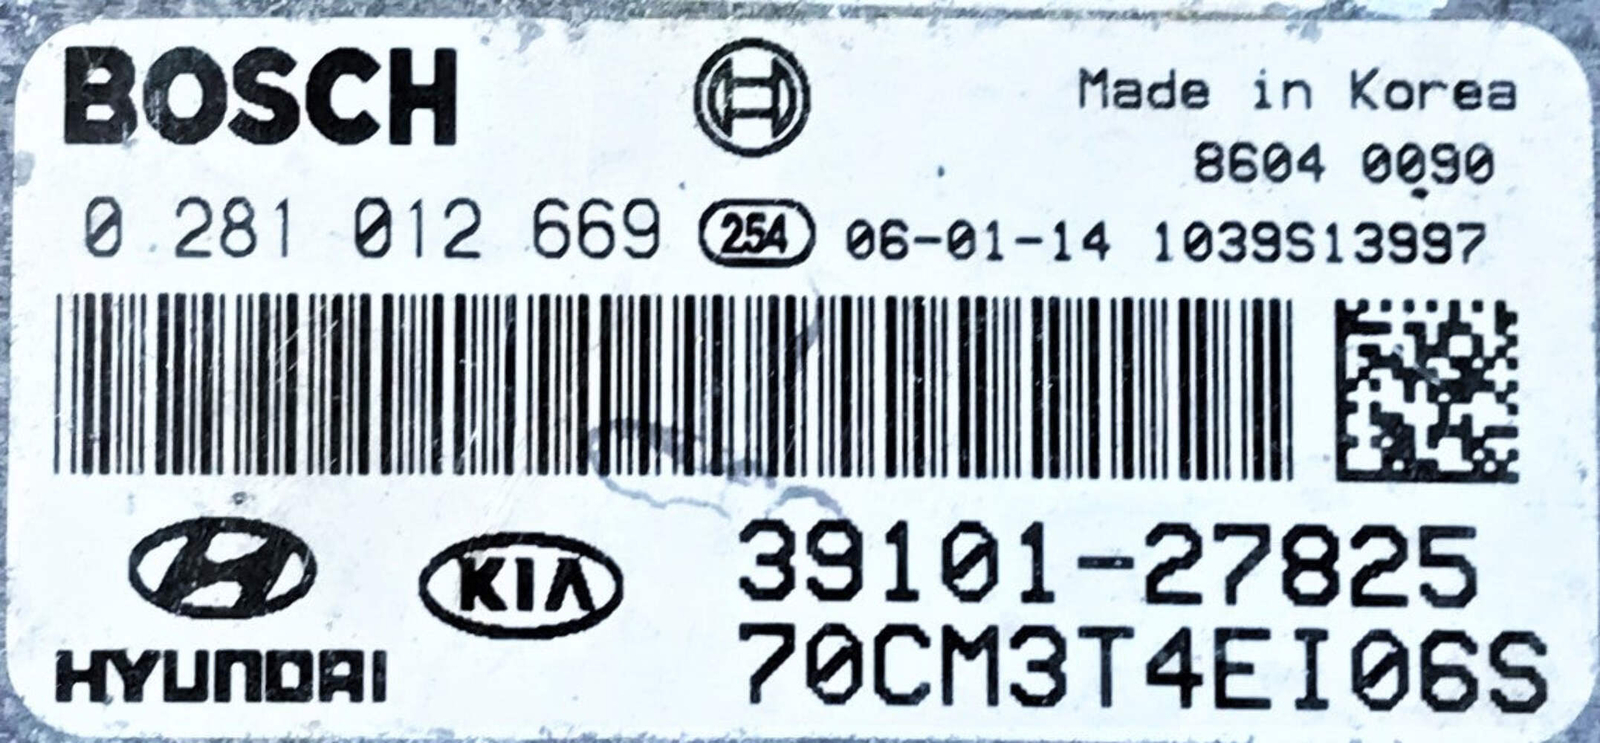 BOSCH
Made in Korea
8604 0090
0 281 012 669 254 06-01-14 1039S13997
HYUNDAI
KIA
39101-27825
70CM3T4EI06S